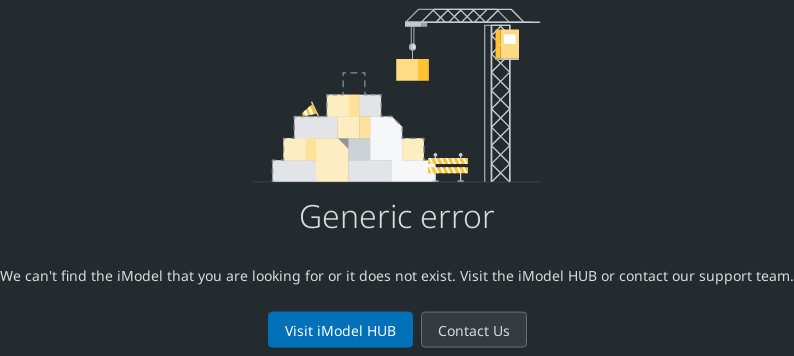 Generic error
We can't find the iModel that you are looking for or it does not exist. Visit the iModel HUB or contact our support team.
Visit iModel HUB
Contact Us